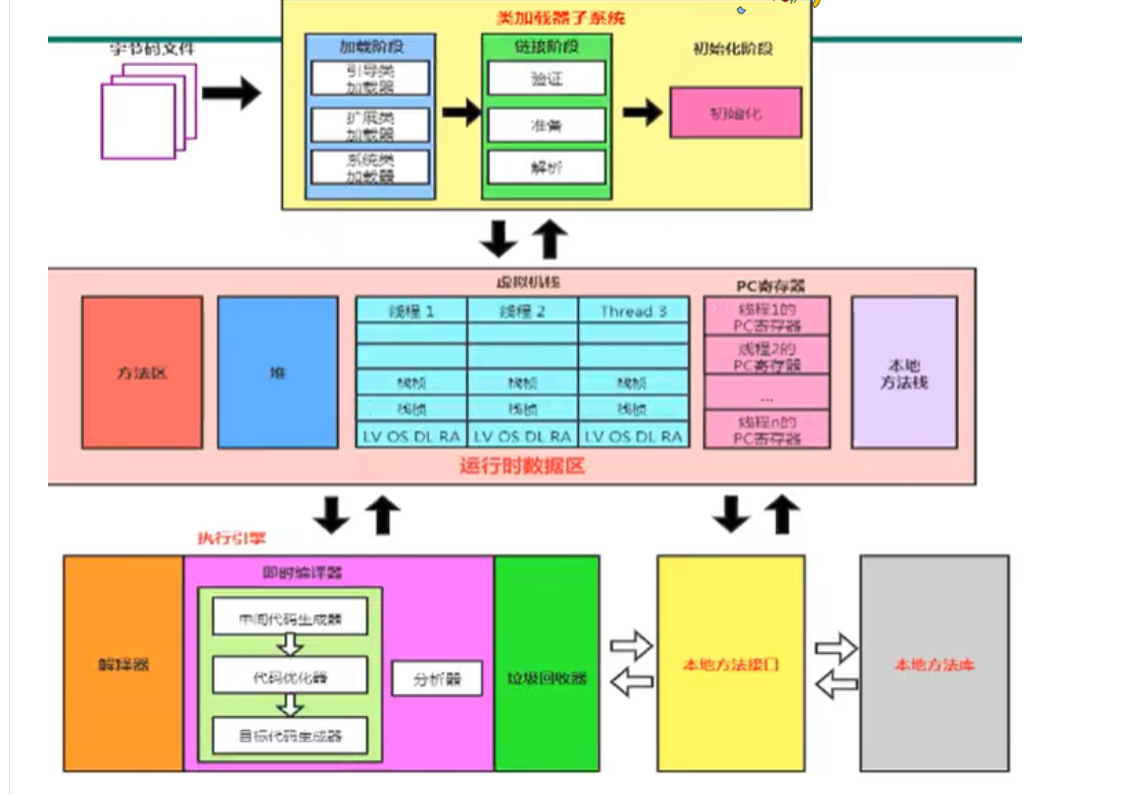 类加载器子系统
字节码文件
加载阶段
引导类
加载器
扩展类
加载器
系统类
加载器
链接阶段
验证
准备
解析
初始化阶段
初始化
虚拟机栈
PC寄存器
方法区
堆
线程 1
线程 2
Thread 3
栈桢
栈桢
栈桢
栈桢
栈桢
栈桢
LV OS DL RA
LV OS DL RA
LV OS DL RA
线程1的
PC寄存器
线程2的
PC寄存器
...
线程n的
PC寄存器
本地
方法栈
运行时数据区
执行引擎
解释器
即时编译器
中间代码生成器
代码优化器
目标代码生成器
分析器
垃圾回收器
本地方法接口
本地方法库